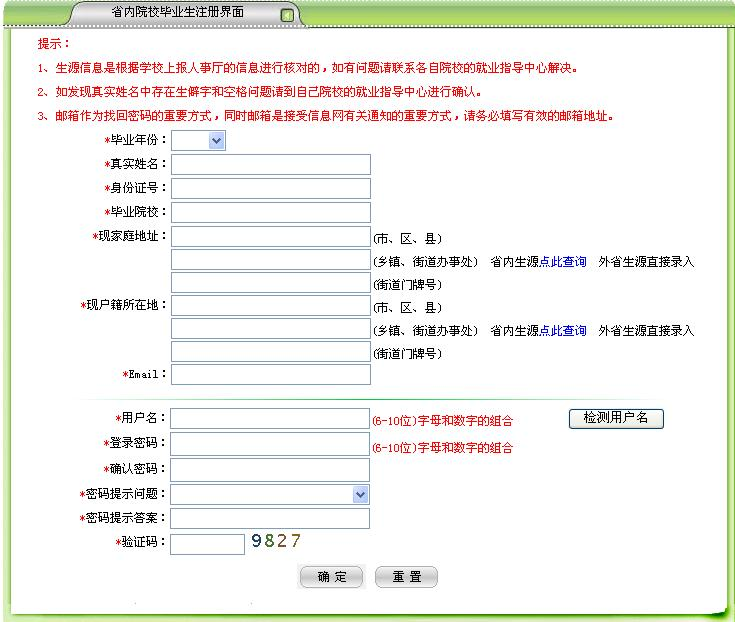 省内院校毕业生注册界面
提示：
1、生源信息是根据学校上报人事厅的信息进行核对的，如有问题请联系各自院校的就业指导中心解决。
2、如发现真实姓名中存在生僻字和空格问题请到自己院校的就业指导中心进行确认。
3、邮箱作为找回密码的重要方式，同时邮箱是接受信息网有关通知的重要方式，请务必填写有效的邮箱地址。
*毕业年份：
*真实姓名：
*身份证号：
*毕业院校：
*现家庭地址： (市、区、县)
(乡镇、街道办事处) 省内生源点此查询 外省生源直接录入
(街道门牌号)
*现户籍所在地： (市、区、县)
(乡镇、街道办事处) 省内生源点此查询 外省生源直接录入
(街道门牌号)
*Email：
*用户名： (6-10位)字母和数字的组合 检测用户名
*登录密码： (6-10位)字母和数字的组合
*确认密码：
*密码提示问题：
*密码提示答案：
*验证码： 9827
确 定 重 置